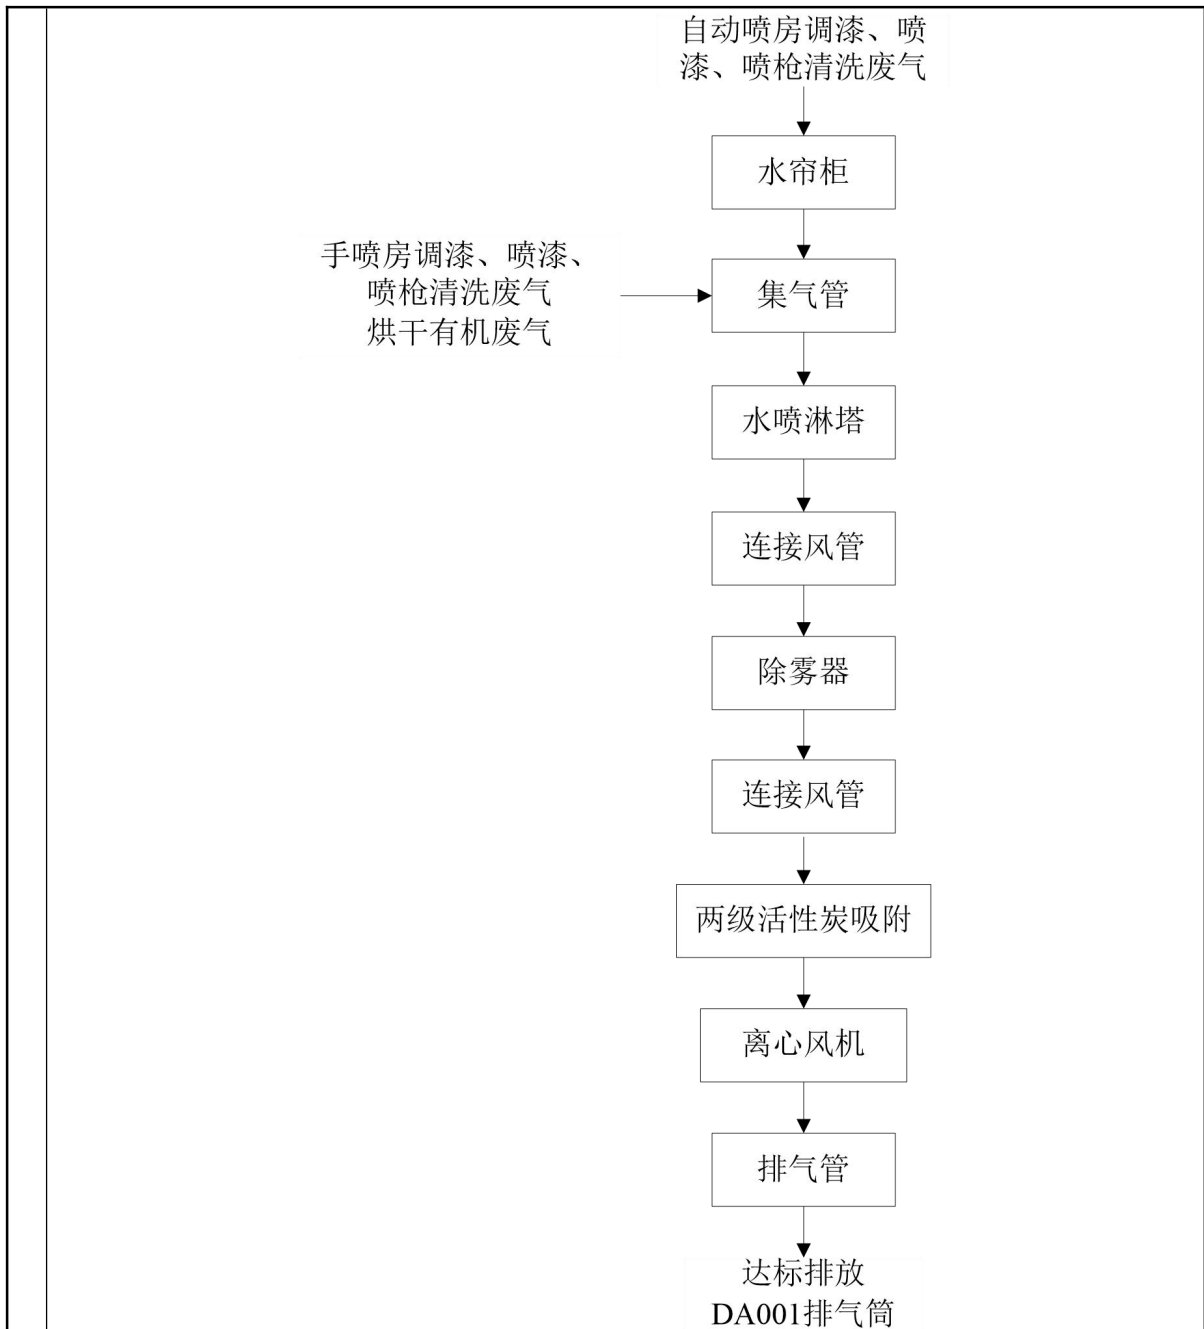 自动喷房调漆、喷
漆、喷枪清洗废气
水帘柜
手喷房调漆、喷漆、
喷枪清洗废气
烘干有机废气
集气管
水喷淋塔
连接风管
除雾器
连接风管
两级活性炭吸附
离心风机
排气管
达标排放
DA001排气筒